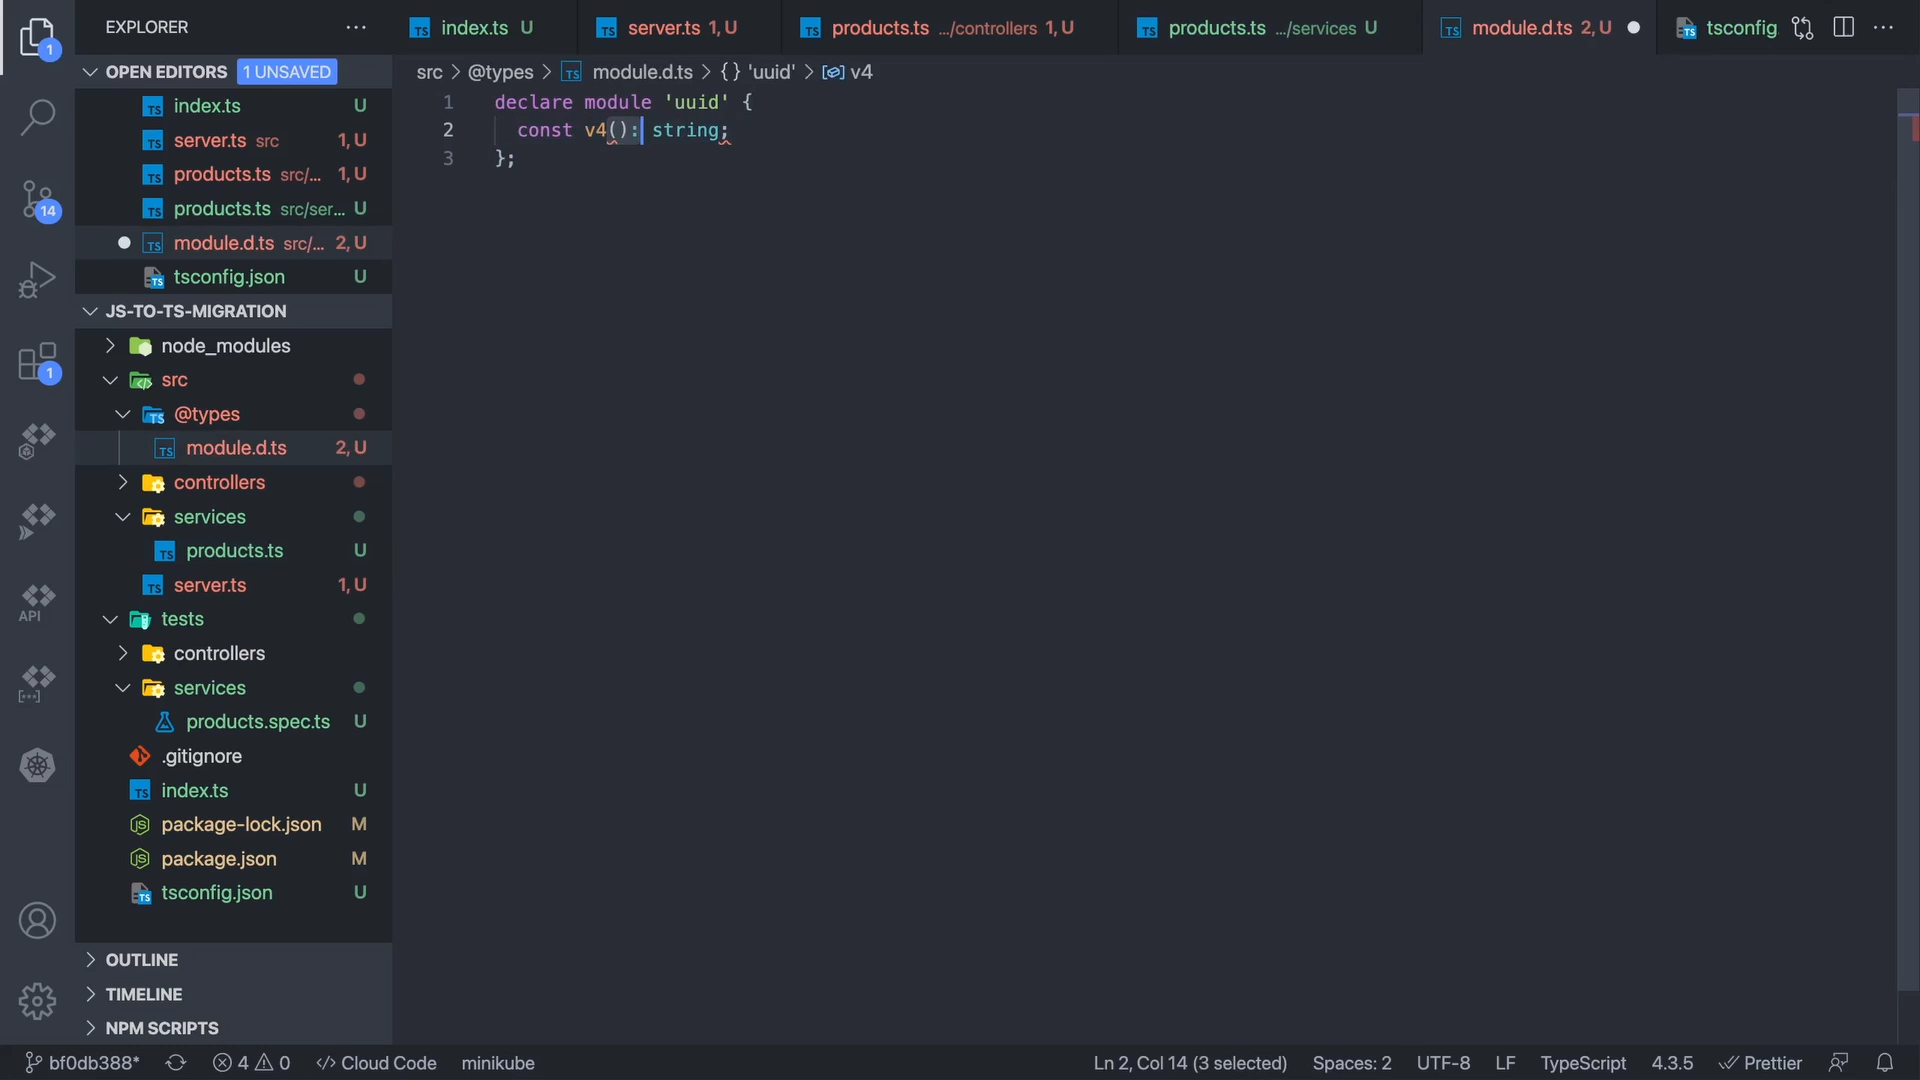 EXPLORER
index.ts U
server.ts 1, U
products.ts .../controllers 1, U
products.ts .../services U
module.d.ts 2, U
tsconfig
OPEN EDITORS 1 UNSAVED
index.ts U
server.ts src 1, U
products.ts src/... 1, U
products.ts src/ser... U
module.d.ts src/... 2, U
tsconfig.json U
src > @types > module.d.ts > {} 'uuid' > v4
1 declare module 'uuid' {
2 const v4(): string;
3 };
JS-TO-TS-MIGRATION
node_modules
src
@types
module.d.ts 2, U
controllers
services
products.ts U
server.ts 1, U
tests
controllers
services
products.spec.ts U
.gitignore
index.ts U
package-lock.json M
package.json M
tsconfig.json U
OUTLINE
TIMELINE
NPM SCRIPTS
1
14
1
API
bf0db388* 4 0 Cloud Code minikube
Ln 2, Col 14 (3 selected) Spaces: 2 UTF-8 LF TypeScript 4.3.5 Prettier